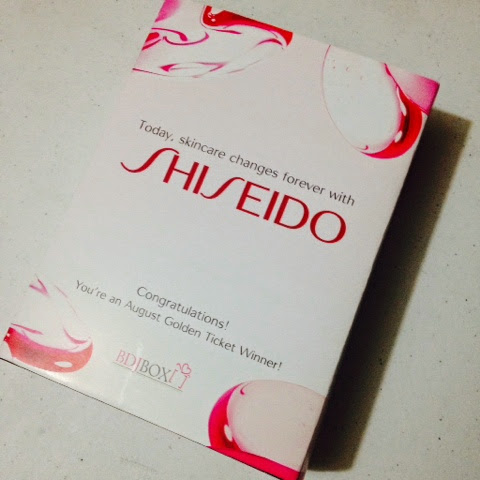 Today, skincare changes forever with
SHISEIDO
Congratulations!
You're an August Golden Ticket Winner!
BDJBOX